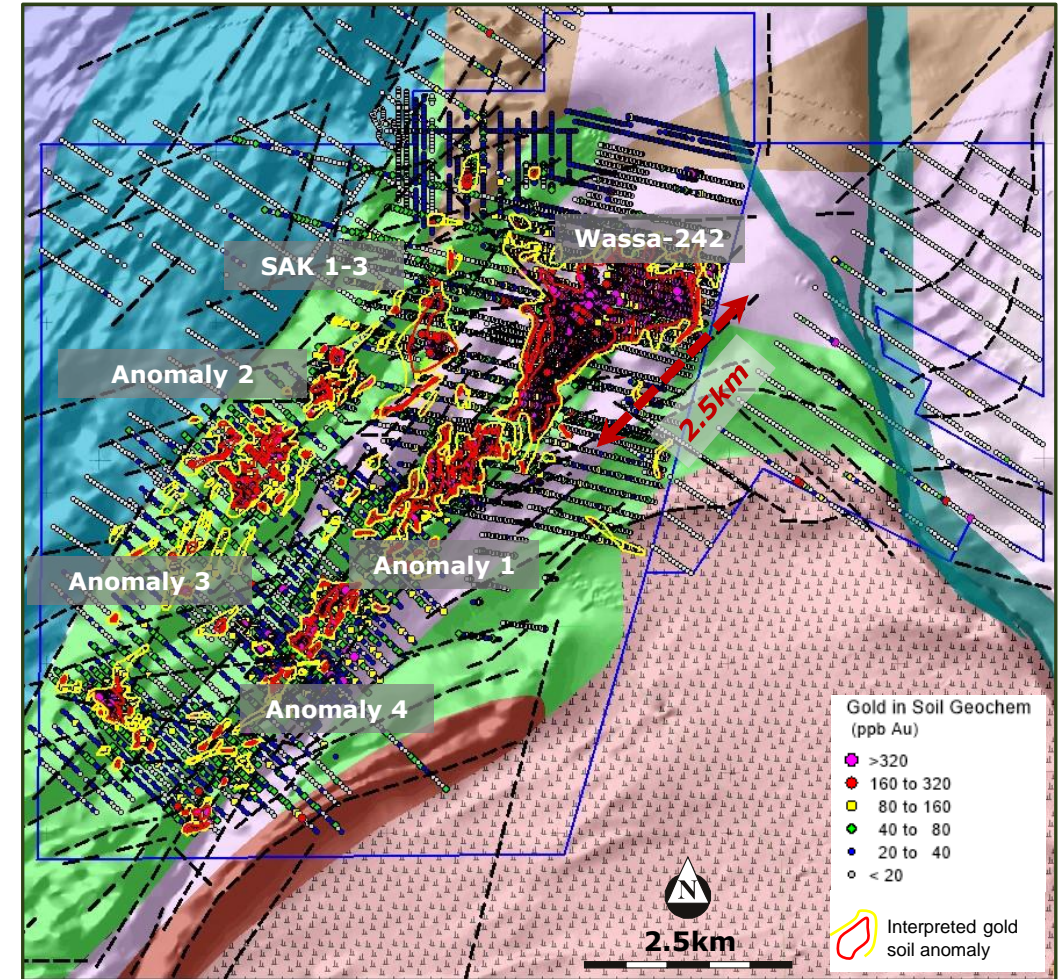 Wassa-242
SAK 1-3
Anomaly 2
2.5km
Anomaly 1
Anomaly 3
Anomaly 4
Gold in Soil Geochem
(ppb Au)
>320
160 to 320
80 to 160
40 to 80
20 to 40
< 20
Interpreted gold
soil anomaly
N
2.5km